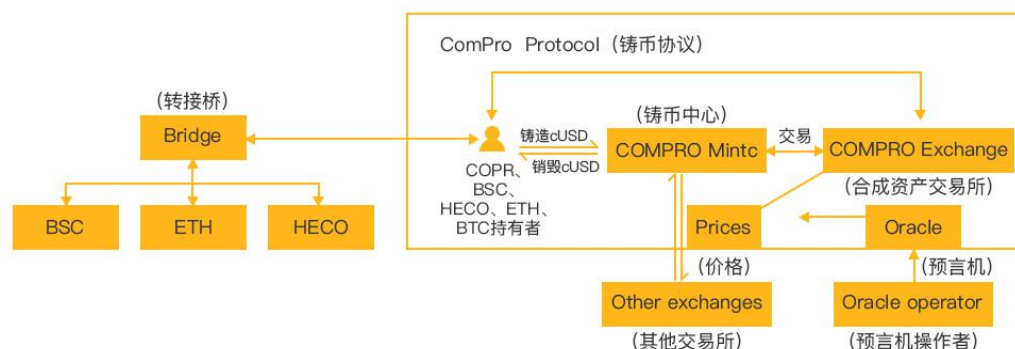 ComPro Protocol（铸币协议）
（转接桥）
Bridge
BSC
ETH
HECO
COPR、
BSC、
HECO、ETH、
BTC持有者
铸造cUSD
销毁cUSD
（铸币中心）
COMPRO Mintc
交易
COMPRO Exchange
（合成资产交易所）
Prices
（价格）
Oracle
（预言机）
Other exchanges
（其他交易所）
Oracle operator
（预言机操作者）